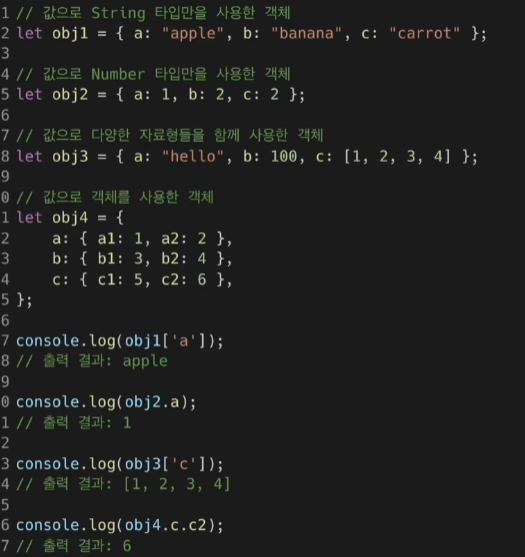 1 // 값으로 String 타입만을 사용한 객체
2 let obj1 = { a: "apple", b: "banana", c: "carrot" };
3
4 // 값으로 Number 타입만을 사용한 객체
5 let obj2 = { a: 1, b: 2, c: 2 };
6
7 // 값으로 다양한 자료형들을 함께 사용한 객체
8 let obj3 = { a: "hello", b: 100, c: [1, 2, 3, 4] };
9
0 // 값으로 객체를 사용한 객체
1 let obj4 = {
2     a: { a1: 1, a2: 2 },
3     b: { b1: 3, b2: 4 },
4     c: { c1: 5, c2: 6 },
5 };
6
7 console.log(obj1['a']);
8 // 출력 결과: apple
9
0 console.log(obj2.a);
1 // 출력 결과: 1
2
3 console.log(obj3['c']);
4 // 출력 결과: [1, 2, 3, 4]
5
6 console.log(obj4.c.c2);
7 // 출력 결과: 6